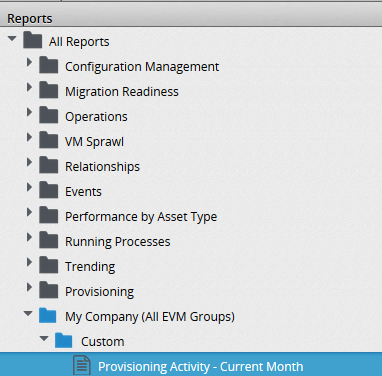 Reports
All Reports
Configuration Management
Migration Readiness
Operations
VM Sprawl
Relationships
Events
Performance by Asset Type
Running Processes
Trending
Provisioning
My Company (All EVM Groups)
Custom
Provisioning Activity - Current Month